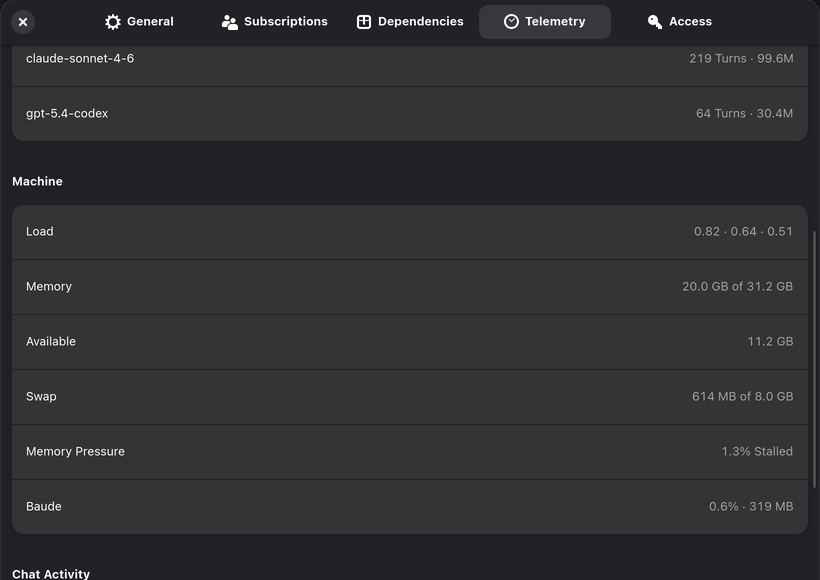 General
Subscriptions
Dependencies
Telemetry
Access
claude-sonnet-4-6 219 Turns · 99.6M
gpt-5.4-codex 64 Turns · 30.4M
Machine
Load 0.82 · 0.64 · 0.51
Memory 20.0 GB of 31.2 GB
Available 11.2 GB
Swap 614 MB of 8.0 GB
Memory Pressure 1.3% Stalled
Baude 0.6% · 319 MB
Chat Activity